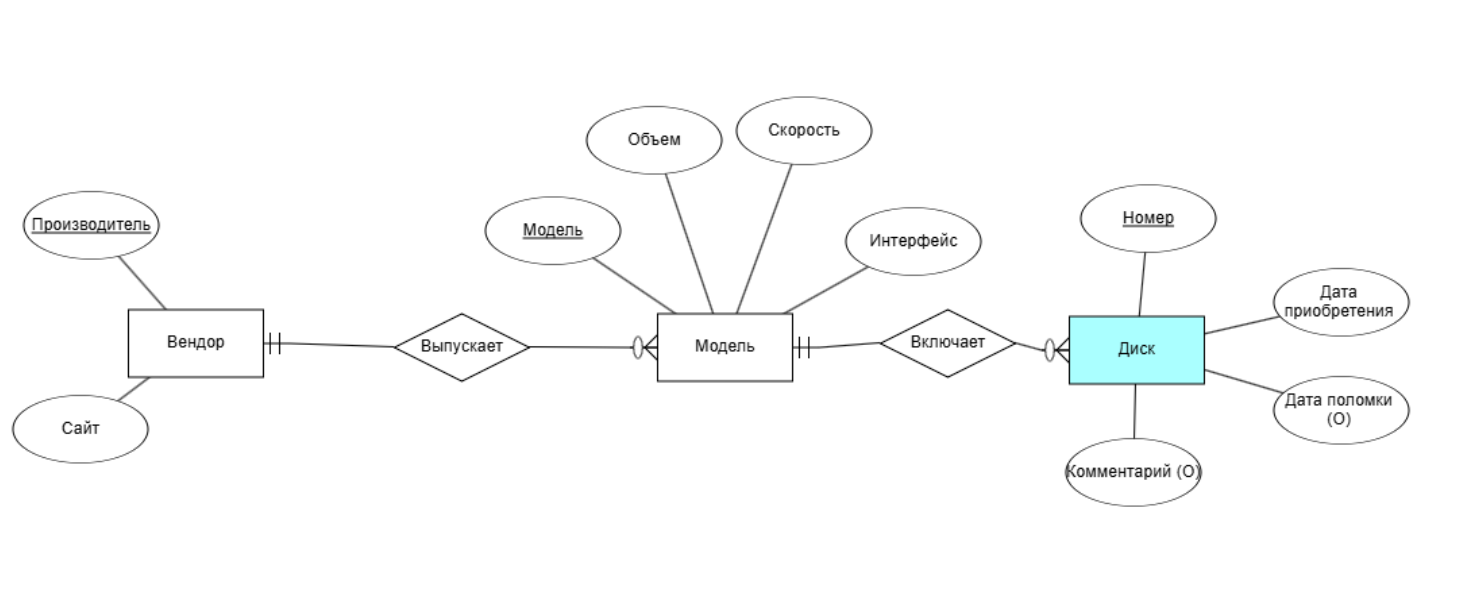 Производитель
Вендор
Сайт
Выпускает
Модель
Объем
Скорость
Интерфейс
Модель
Включает
Номер
Диск
Дата
приобретения
Дата поломки
(О)
Комментарий (О)